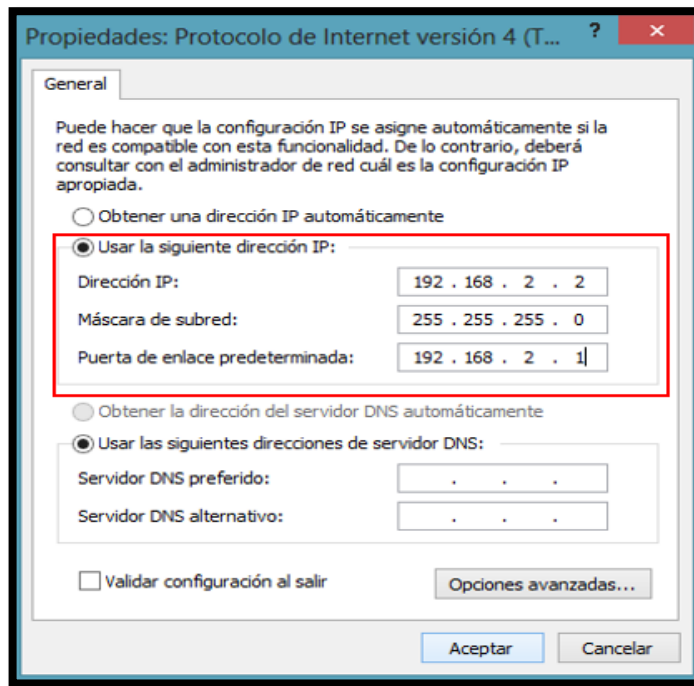 Propiedades: Protocolo de Internet versión 4 (T... ?
General
Puede hacer que la configuración IP se asigne automáticamente si la
red es compatible con esta funcionalidad. De lo contrario, deberá
consultar con el administrador de red cuál es la configuración IP
apropiada.
Obtener una dirección IP automáticamente
Usar la siguiente dirección IP:
Dirección IP: 192 . 168 . 2 . 2
Máscara de subred: 255 . 255 . 255 . 0
Puerta de enlace predeterminada: 192 . 168 . 2 . 1
Obtener la dirección del servidor DNS automáticamente
Usar las siguientes direcciones de servidor DNS:
Servidor DNS preferido: . . .
Servidor DNS alternativo: . . .
Validar configuración al salir Opciones avanzadas...
Aceptar Cancelar